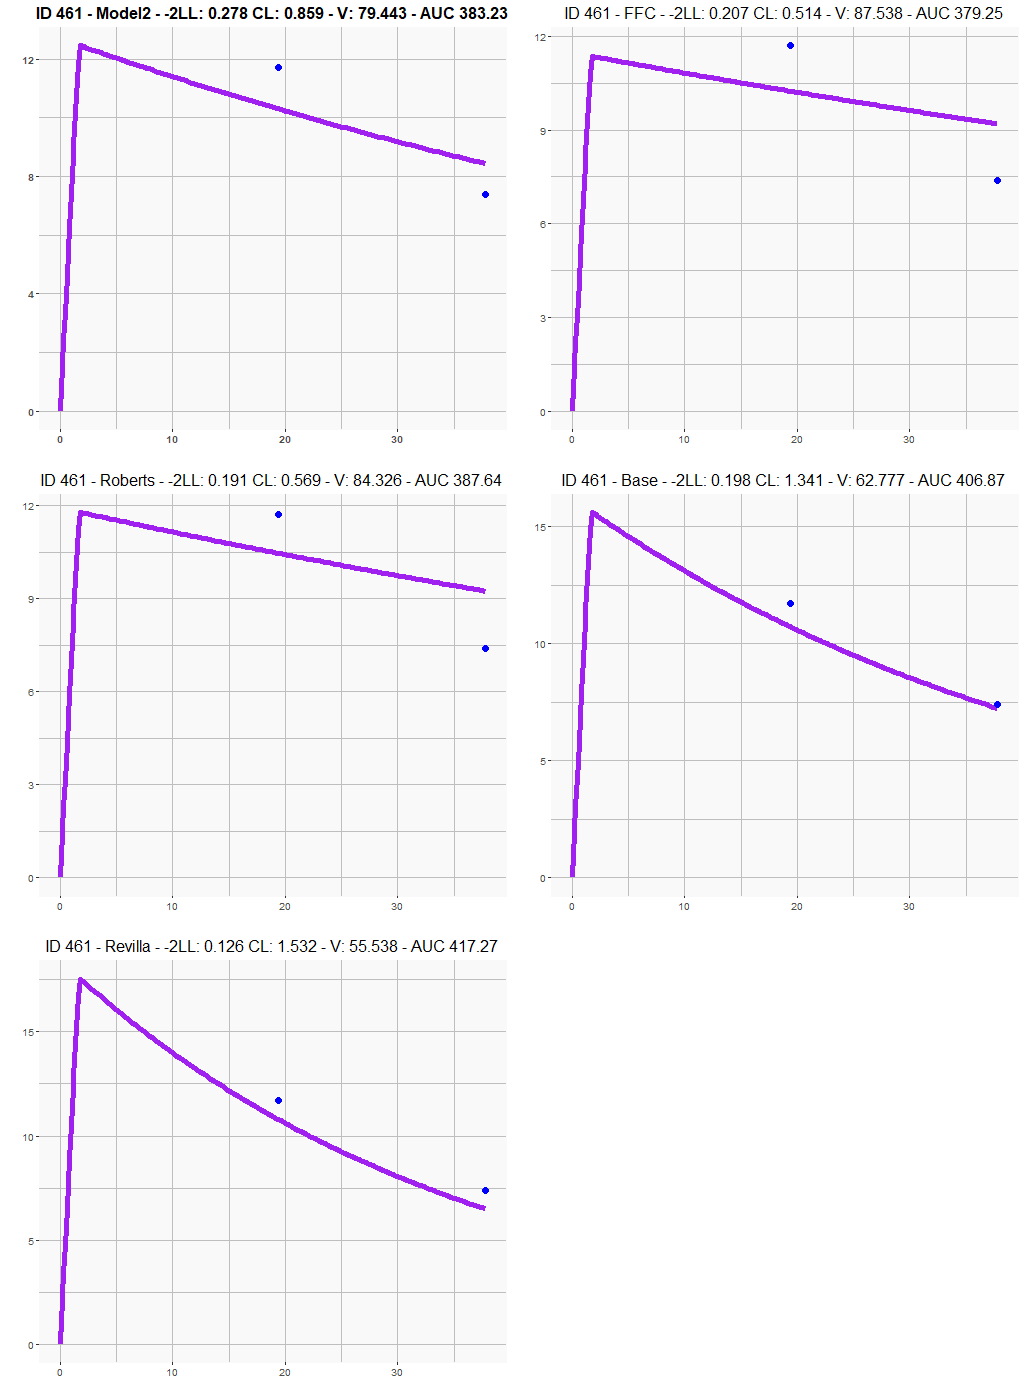 ID 461 - Model2 - -2LL: 0.278 CL: 0.859 - V: 79.443 - AUC 383.23
12
8
4
0
0 10 20 30
ID 461 - FFC - -2LL: 0.207 CL: 0.514 - V: 87.538 - AUC 379.25
12
9
6
3
0
0 10 20 30
ID 461 - Roberts - -2LL: 0.191 CL: 0.569 - V: 84.326 - AUC 387.64
12
9
6
3
0
0 10 20 30
ID 461 - Base - -2LL: 0.198 CL: 1.341 - V: 62.777 - AUC 406.87
15
10
5
0
0 10 20 30
ID 461 - Revilla - -2LL: 0.126 CL: 1.532 - V: 55.538 - AUC 417.27
15
10
5
0
0 10 20 30